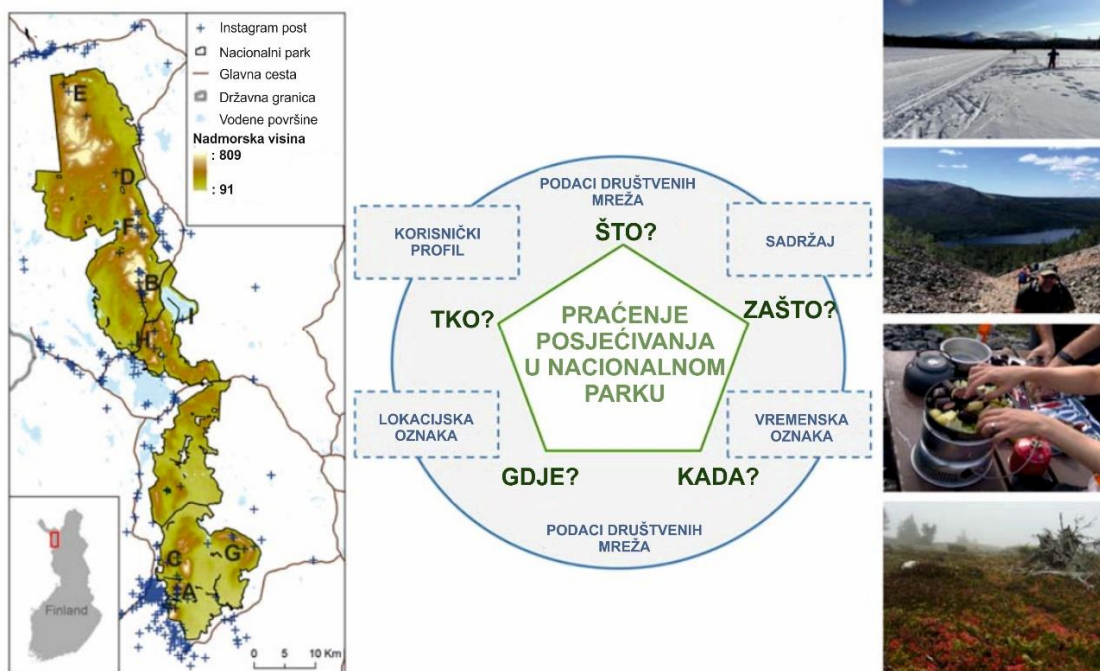 Instagram post
Nacionalni park
Glavna cesta
Državna granica
Vodene površine
Nadmorska visina
: 809
: 91
E
D
F
B
I
H
C
G
A
Finland
0 5 10 Km
PODACI DRUŠTVENIH
MREŽA
KORISNIČKI
PROFIL
ŠTO?
SADRŽAJ
TKO?
ZAŠTO?
PRAĆENJE
POSJEĆIVANJA
U NACIONALNOM
PARKU
LOKACIJSKA
OZNAKA
VREMENSKA
OZNAKA
GDJE?
KADA?
PODACI DRUŠTVENIH
MREŽA